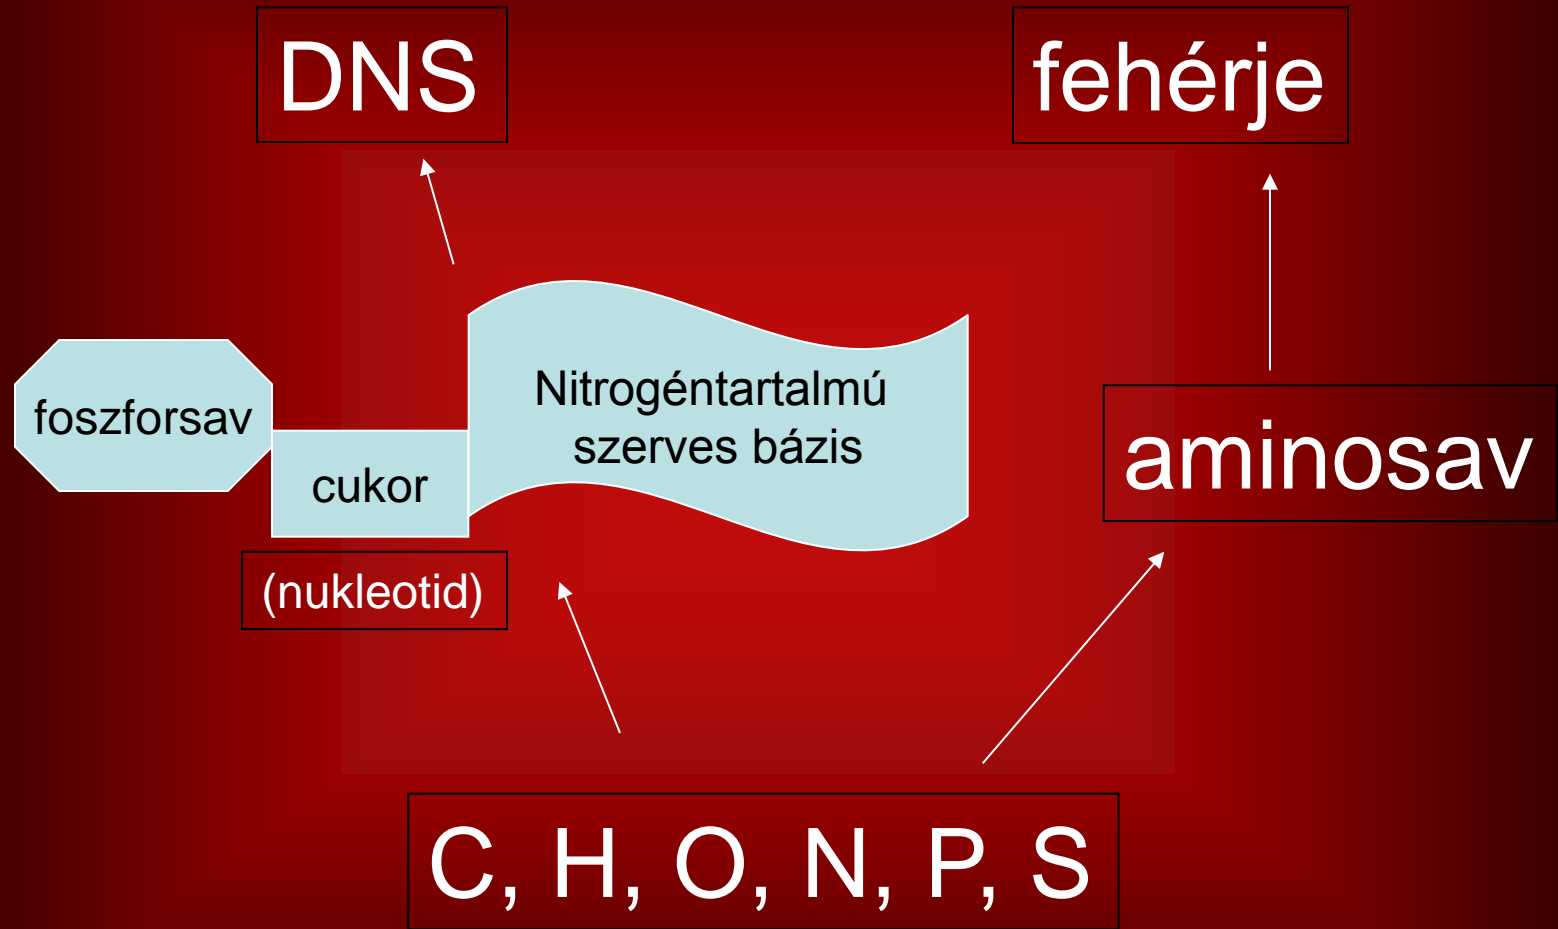 DNS
fehérje
foszforsav
cukor
Nitrogéntartalmú
szerves bázis
(nukleotid)
aminosav
C, H, O, N, P, S